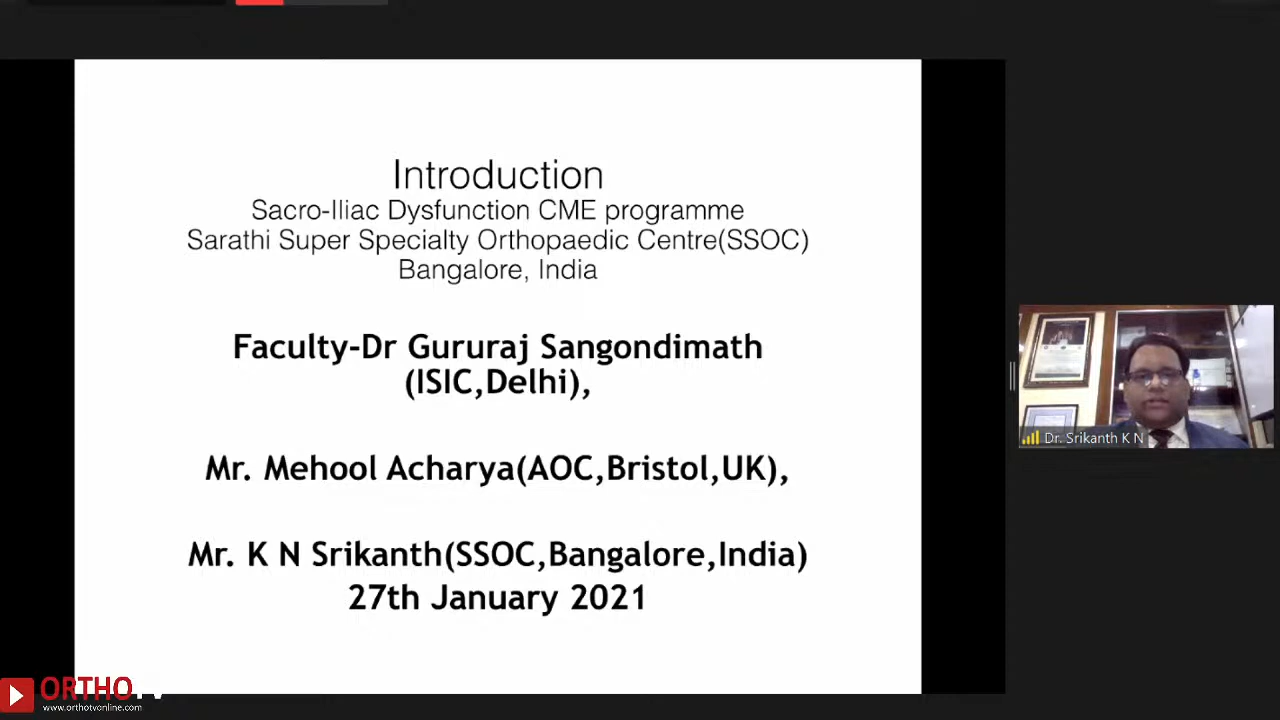 Introduction
Sacro-Iliac Dysfunction CME programme
Sarathi Super Specialty Orthopaedic Centre(SSOC)
Bangalore, India
Faculty-Dr Gururaj Sangondimath
(ISIC,Delhi),
Mr. Mehool Acharya(AOC,Bristol,UK),
Mr. K N Srikanth(SSOC,Bangalore,India)
27th January 2021
Dr. Srikanth K N
ORTHOTV
www.orthotvonline.com